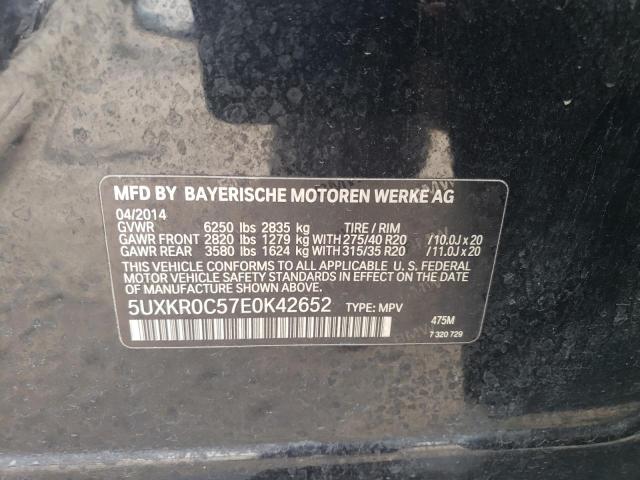 MFD BY BAYERISCHE MOTOREN WERKE AG
04/2014
GVWR 6250 lbs 2835 kg TIRE / RIM
GAWR FRONT 2820 lbs 1279 kg WITH 275/40 R20 /10.0J x 20
GAWR REAR 3580 lbs 1624 kg WITH 315/35 R20 /11.0J x 20
THIS VEHICLE CONFORMS TO ALL APPLICABLE U. S. FEDERAL
MOTOR VEHICLE SAFETY STANDARDS IN EFFECT ON THE DATE
OF MANUFACTURE SHOWN ABOVE.
5UXKR0C57E0K42652 TYPE: MPV
475M
7 320 729